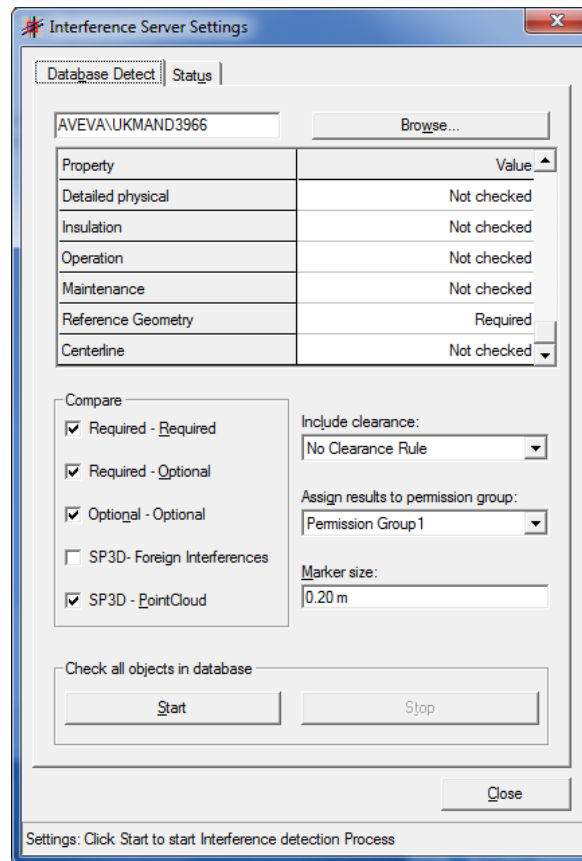 Interference Server Settings
Database Detect Status
AVEVA\UKMAND3966 Browse...
Property Value
Detailed physical Not checked
Insulation Not checked
Operation Not checked
Maintenance Not checked
Reference Geometry Required
Centerline Not checked
Compare
Required - Required
Required - Optional
Optional - Optional
SP3D- Foreign Interferences
SP3D - PointCloud
Include clearance:
No Clearance Rule
Assign results to permission group:
Permission Group1
Marker size:
0.20 m
Check all objects in database
Start Stop
Close
Settings: Click Start to start Interference detection Process